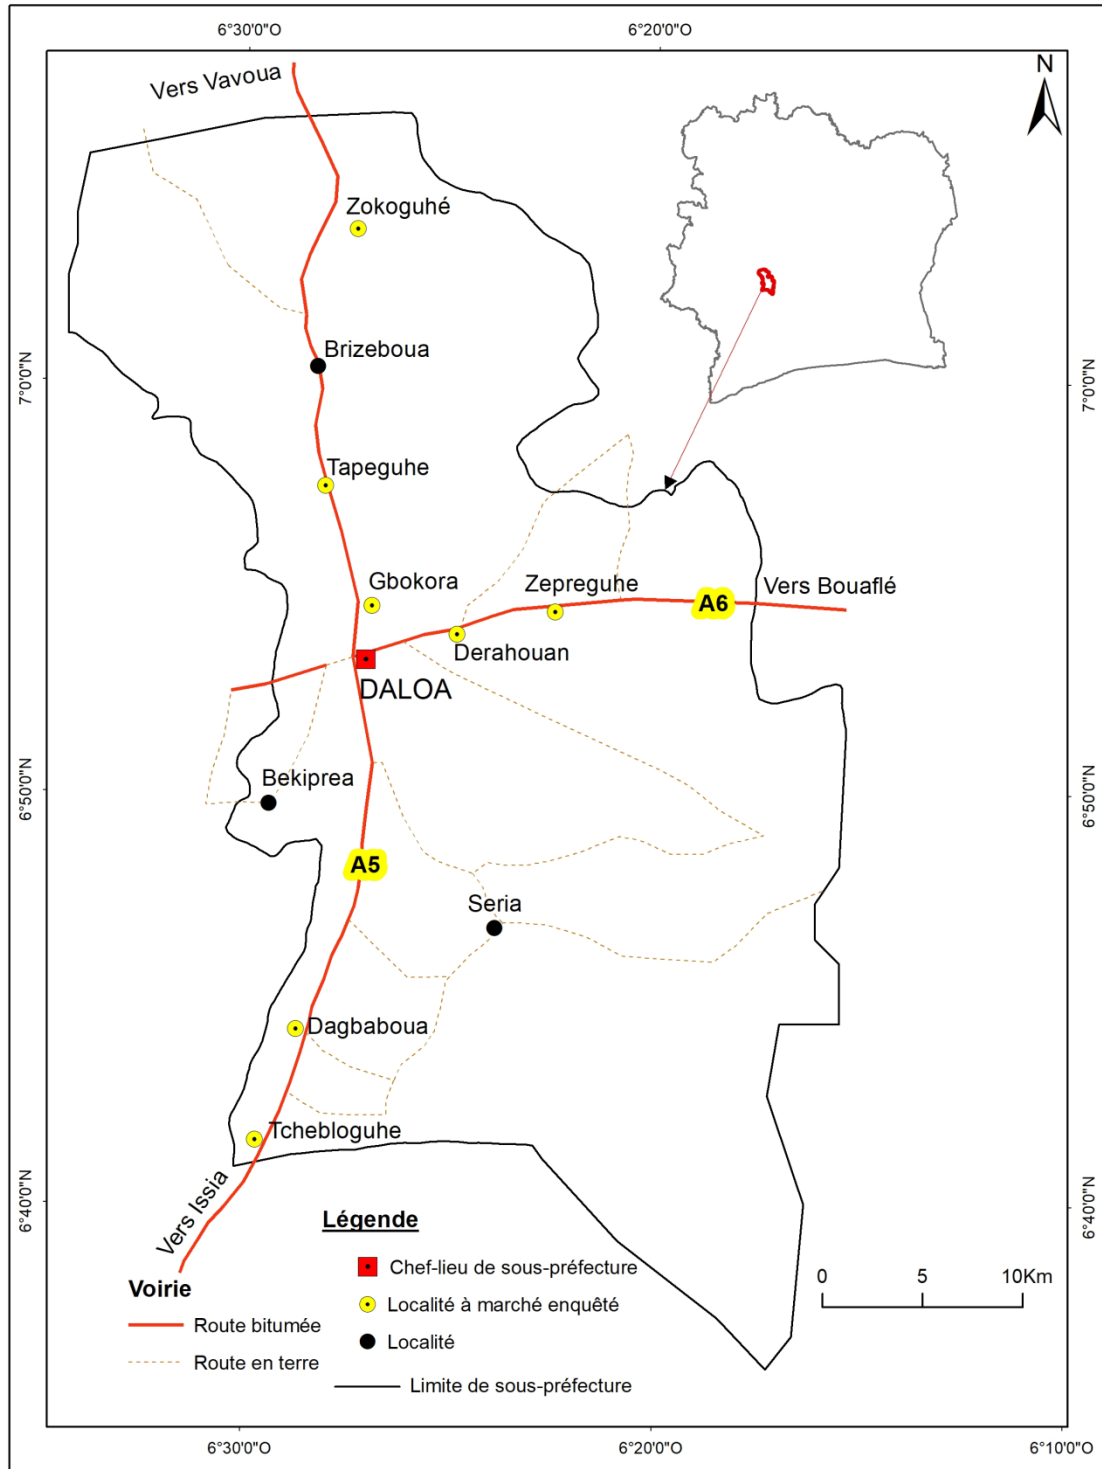 6°30'0"O
6°20'0"O
Vers Vavoua
N
Zokoguhé
Brizeboua
7°0'0"N
7°0'0"N
Tapeguhe
Gbokora
Zepreguhe
Vers Bouaflé
A6
Derahouan
DALOA
Bekiprea
6°50'0"N
6°50'0"N
A5
Seria
Dagbaboua
Tchebloguhe
Vers Issia
6°40'0"N
6°40'0"N
Légende
Chef-lieu de sous-préfecture
Localité à marché enquêté
Localité
Limite de sous-préfecture
Voirie
Route bitumée
Route en terre
0 5 10Km
6°30'0"O
6°20'0"O
6°10'0"O